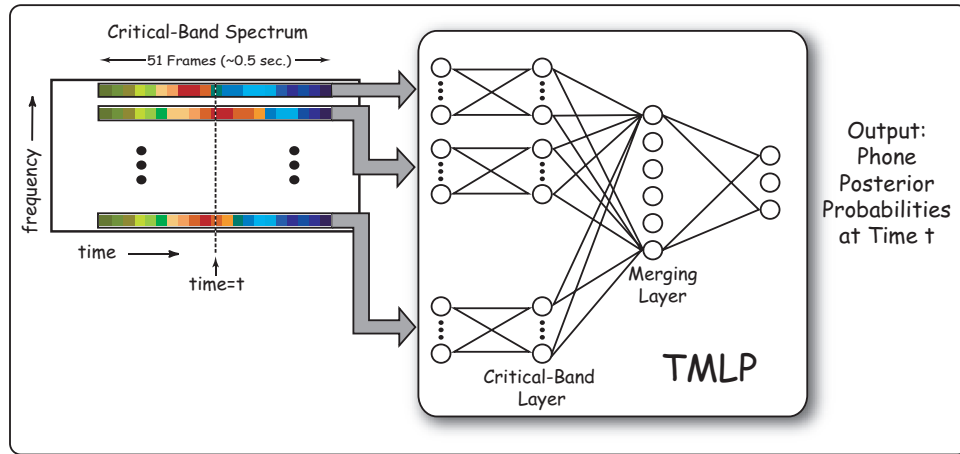 Critical-Band Spectrum
51 Frames (~0.5 sec.)
frequency
time
time=t
Merging
Layer
Critical-Band
Layer
TMLP
Output:
Phone
Posterior
Probabilities
at Time t